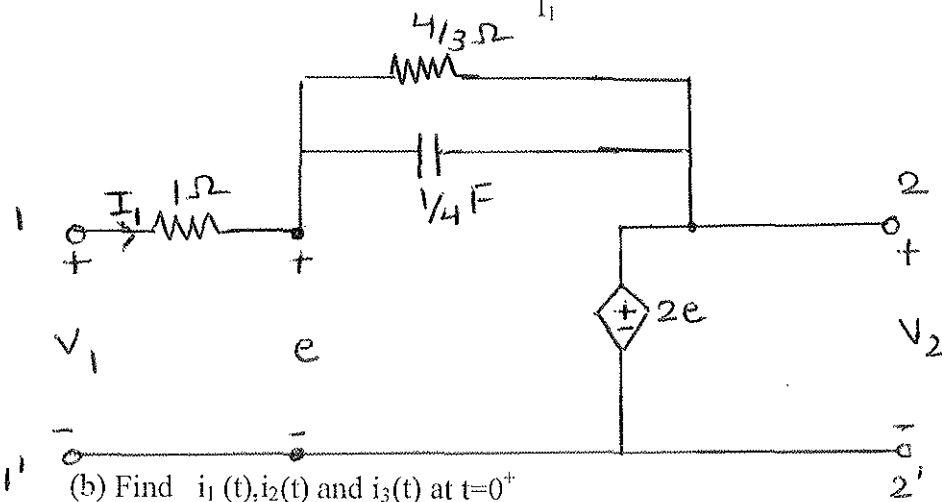 I₁
4/3 Ω
1/4 F
1 I₁ 1Ω 2
+ + +
V₁ e + - 2e V₂
- - -
1' 2'
(b) Find i₁ (t),i₂(t) and i₃(t) at t=0⁺